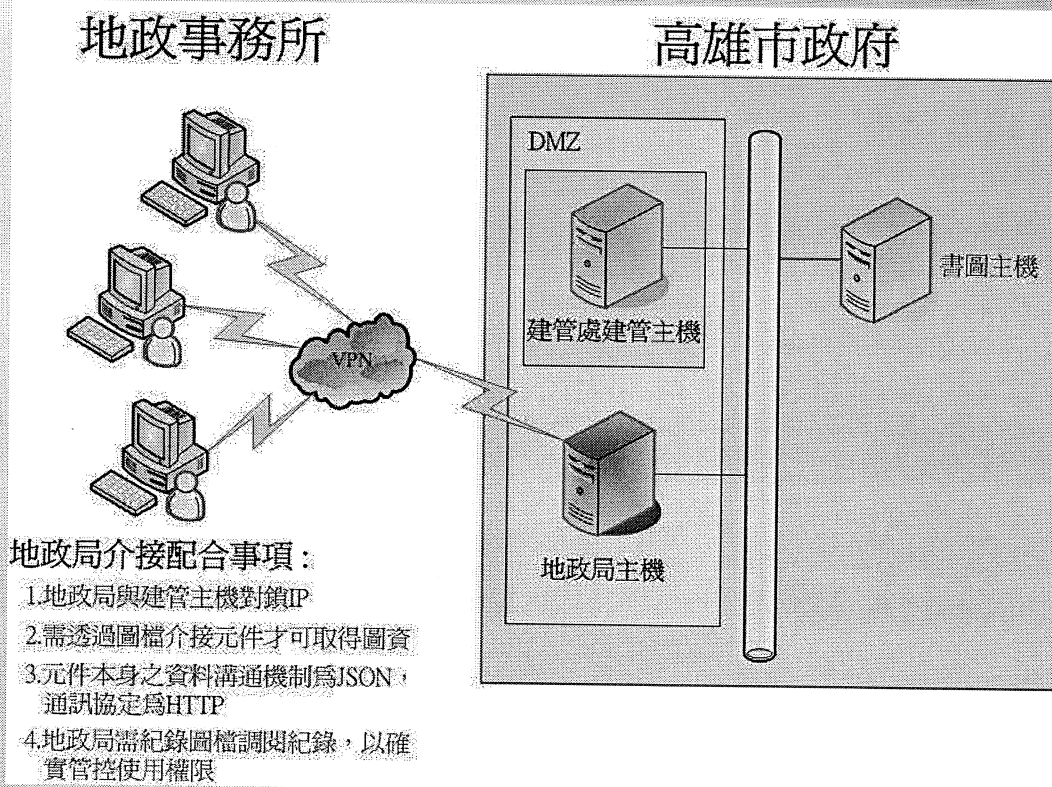 地政事務所
高雄市政府
DMZ
建管處建管主機
書圖主機
VPN
地政局主機
地政局介接配合事項：
1.地政局與建管主機對鎖IP
2.需透過圖檔介接元件才可取得圖資
3.元件本身之資料溝通機制爲JSON，
通訊協定爲HTTP
4.地政局需紀錄圖檔調閱紀錄，以確
實管控使用權限